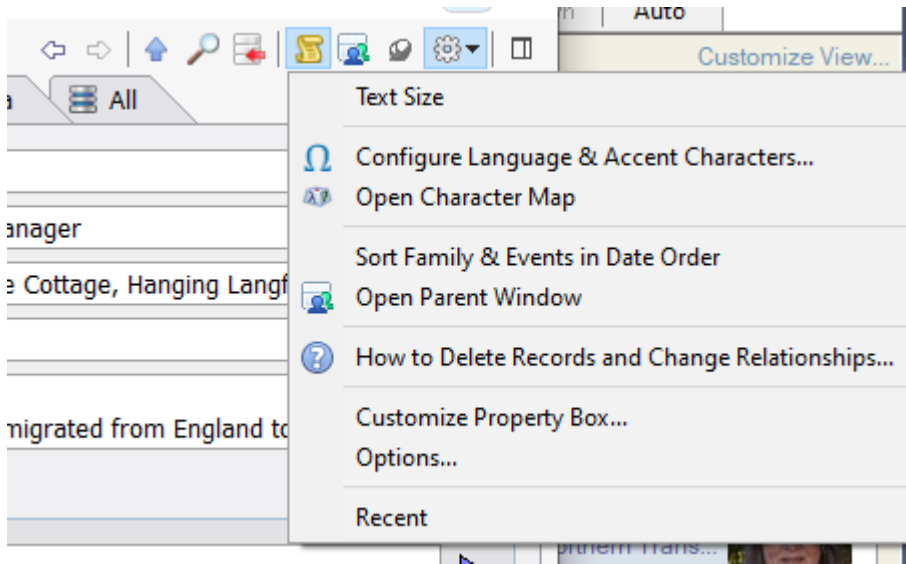 Auto
Customize View...
All
Text Size
Configure Language & Accent Characters...
Open Character Map
anager
Sort Family & Events in Date Order
e Cottage, Hanging Langf
Open Parent Window
How to Delete Records and Change Relationships...
Customize Property Box...
migrated from England to
Options...
Recent